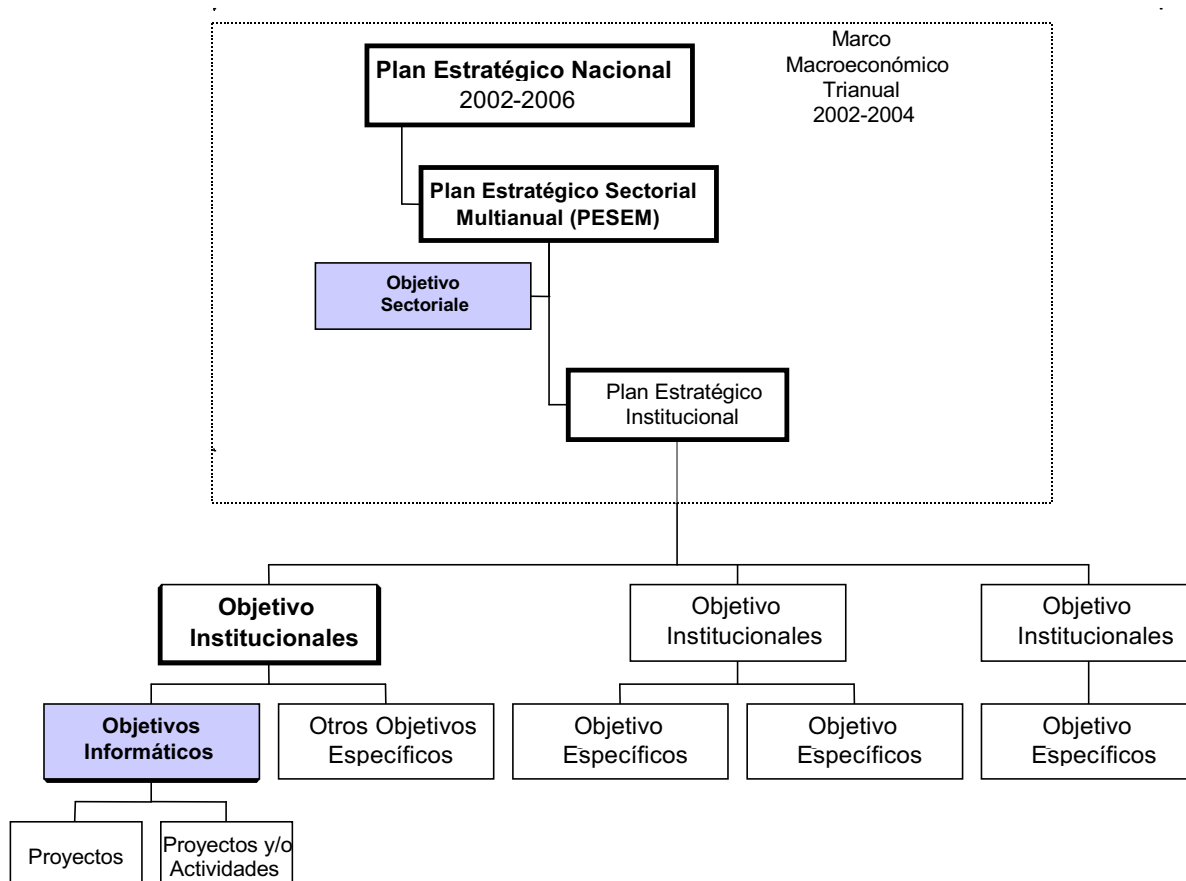 Marco
Macroeconómico
Trianual
2002-2004
Plan Estratégico Nacional
2002-2006
Plan Estratégico Sectorial
Multianual (PESEM)
Objetivo
Sectoriale
Plan Estratégico
Institucional
Objetivo
Institucionales
Objetivo
Institucionales
Objetivo
Institucionales
Objetivos
Informáticos
Otros Objetivos
Específicos
Objetivo
Específicos
Objetivo
Específicos
Objetivo
Específicos
Proyectos
Proyectos y/o
Actividades